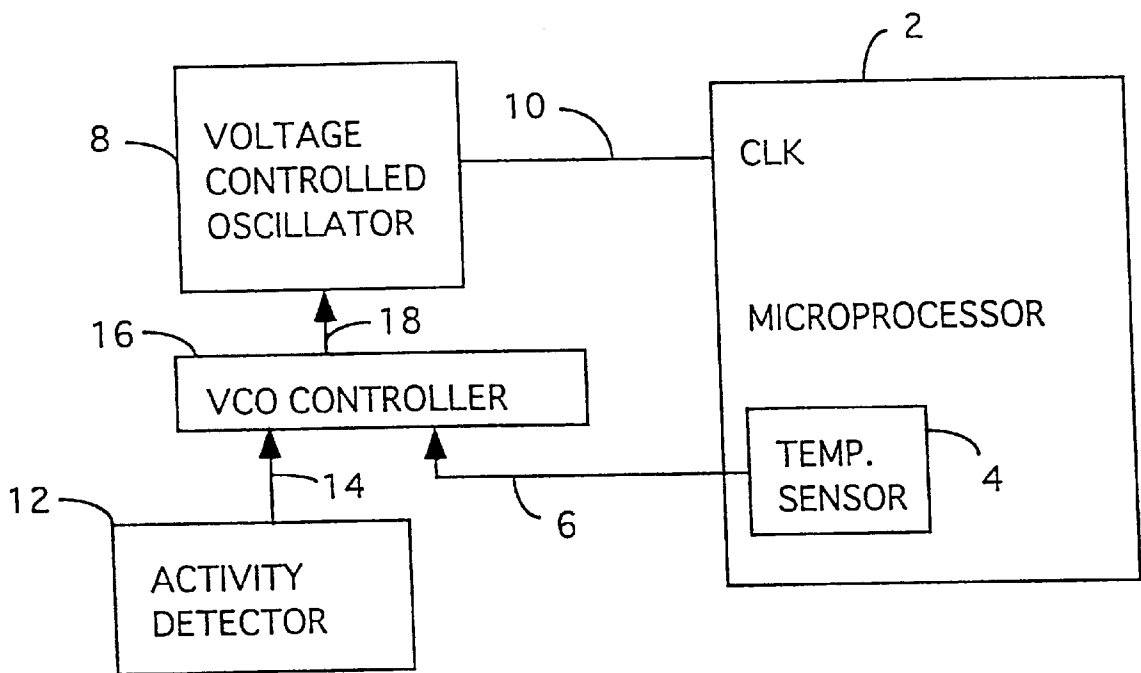 2
8
VOLTAGE
CONTROLLED
OSCILLATOR
10
CLK
MICROPROCESSOR
16
18
VCO CONTROLLER
TEMP.
SENSOR
4
12
14
6
ACTIVITY
DETECTOR